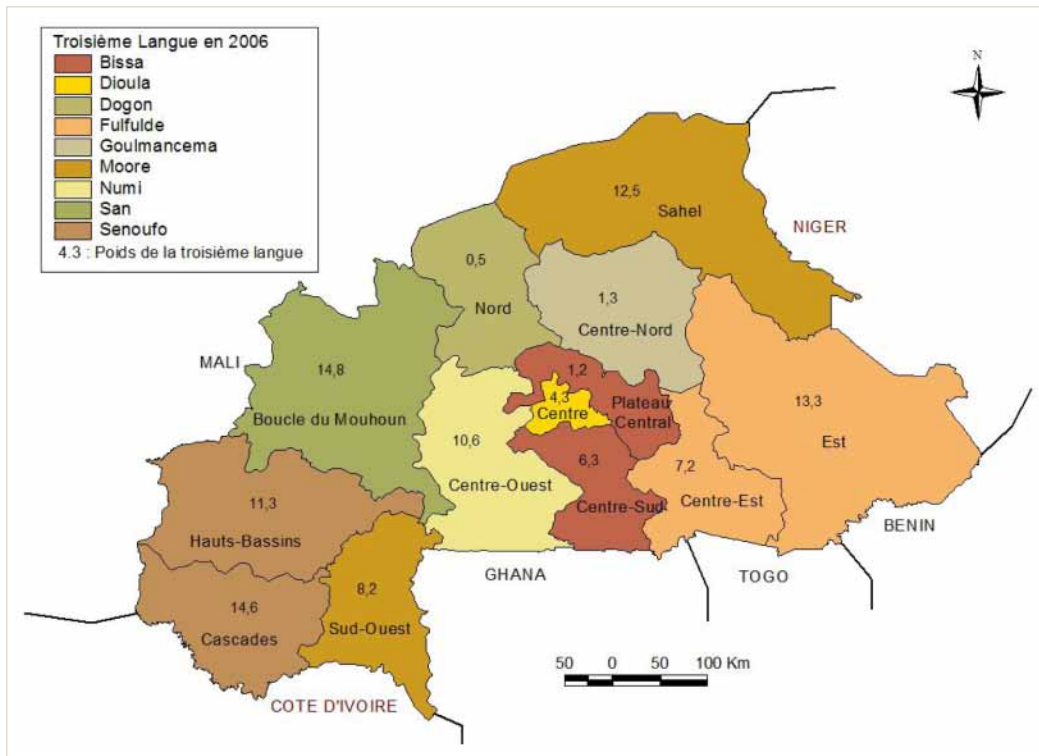 Troisième Langue en 2006
Bissa
Dioula
Dogon
Fulfulde
Goulmancema
Moore
Numi
San
Senoufo
4.3 : Poids de la troisième langue
N
12,5
Sahel
NIGER
0,5
Nord
1,3
Centre-Nord
MALI
14,8
Boucle du Mouhoun
1,2
Plateau
Central
4,3
Centre
13,3
Est
10,6
Centre-Ouest
6,3
Centre-Sud
7,2
Centre-Est
11,3
Hauts-Bassins
BENIN
GHANA
TOGO
8,2
Sud-Ouest
14,6
Cascades
50 0 50 100 Km
COTE D'IVOIRE